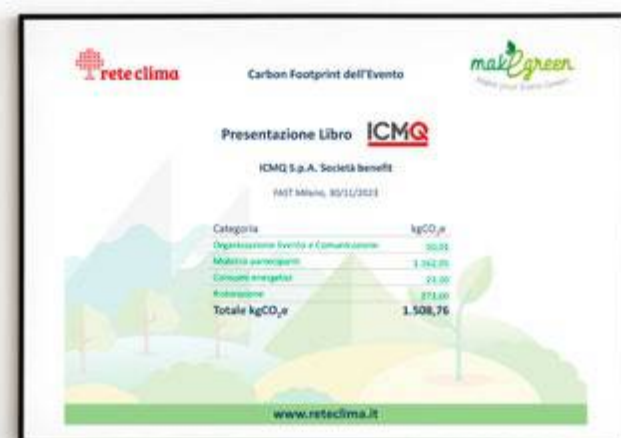 rete clima
Carbon Footprint dell'Evento
make green
Presentazione Libro ICMQ
ICMQ S.p.A. Società benefit
FAST Milano, 30/11/2023
Categoria kgCO₂e
Organizzazione Evento e Comunicazione
Mobilità partecipanti
Consumi energetici
Ristorazione
Totale kgCO₂e 1.508,76
www.reteclima.it